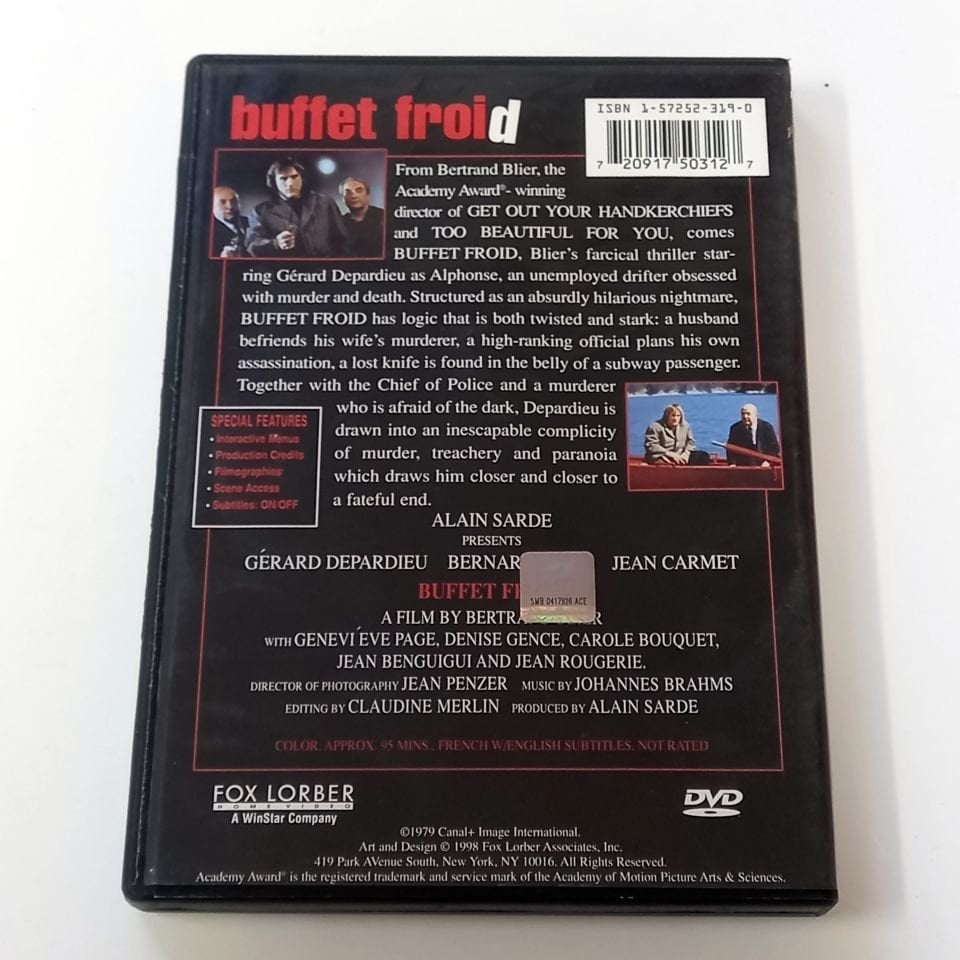 buffet froid
ISBN 1-57252-319-0
7 20917 50312 7
From Bertrand Blier, the
Academy Award®- winning
director of GET OUT YOUR HANDKERCHIEFS
and TOO BEAUTIFUL FOR YOU, comes
BUFFET FROID, Blier's farcical thriller star-
ring Gérard Depardieu as Alphonse, an unemployed drifter obsessed
with murder and death. Structured as an absurdly hilarious nightmare,
BUFFET FROID has logic that is both twisted and stark: a husband
befriends his wife's murderer, a high-ranking official plans his own
assassination, a lost knife is found in the belly of a subway passenger.
Together with the Chief of Police and a murderer
who is afraid of the dark, Depardieu is
drawn into an inescapable complicity
of murder, treachery and paranoia
which draws him closer and closer to
a fateful end.
SPECIAL FEATURES
• Interactive Menus
• Production Credits
• Filmographies
• Scene Access
• Subtitles: ON/OFF
ALAIN SARDE
PRESENTS
GÉRARD DEPARDIEU BERNAR JEAN CARMET
BUFFET F
SMB 0417926 ACE
A FILM BY BERTRA ER
WITH GENEVI ÉVE PAGE, DENISE GENCE, CAROLE BOUQUET,
JEAN BENGUIGUI AND JEAN ROUGERIE.
DIRECTOR OF PHOTOGRAPHY JEAN PENZER MUSIC BY JOHANNES BRAHMS
EDITING BY CLAUDINE MERLIN PRODUCED BY ALAIN SARDE
COLOR, APPROX. 95 MINS., FRENCH W/ENGLISH SUBTITLES, NOT RATED
FOX LORBER
HOME VIDEO
A WinStar Company
DVD
©1979 Canal+ Image International.
Art and Design © 1998 Fox Lorber Associates, Inc.
419 Park AVenue South, New York, NY 10016. All Rights Reserved.
Academy Award® is the registered trademark and service mark of the Academy of Motion Picture Arts & Sciences.